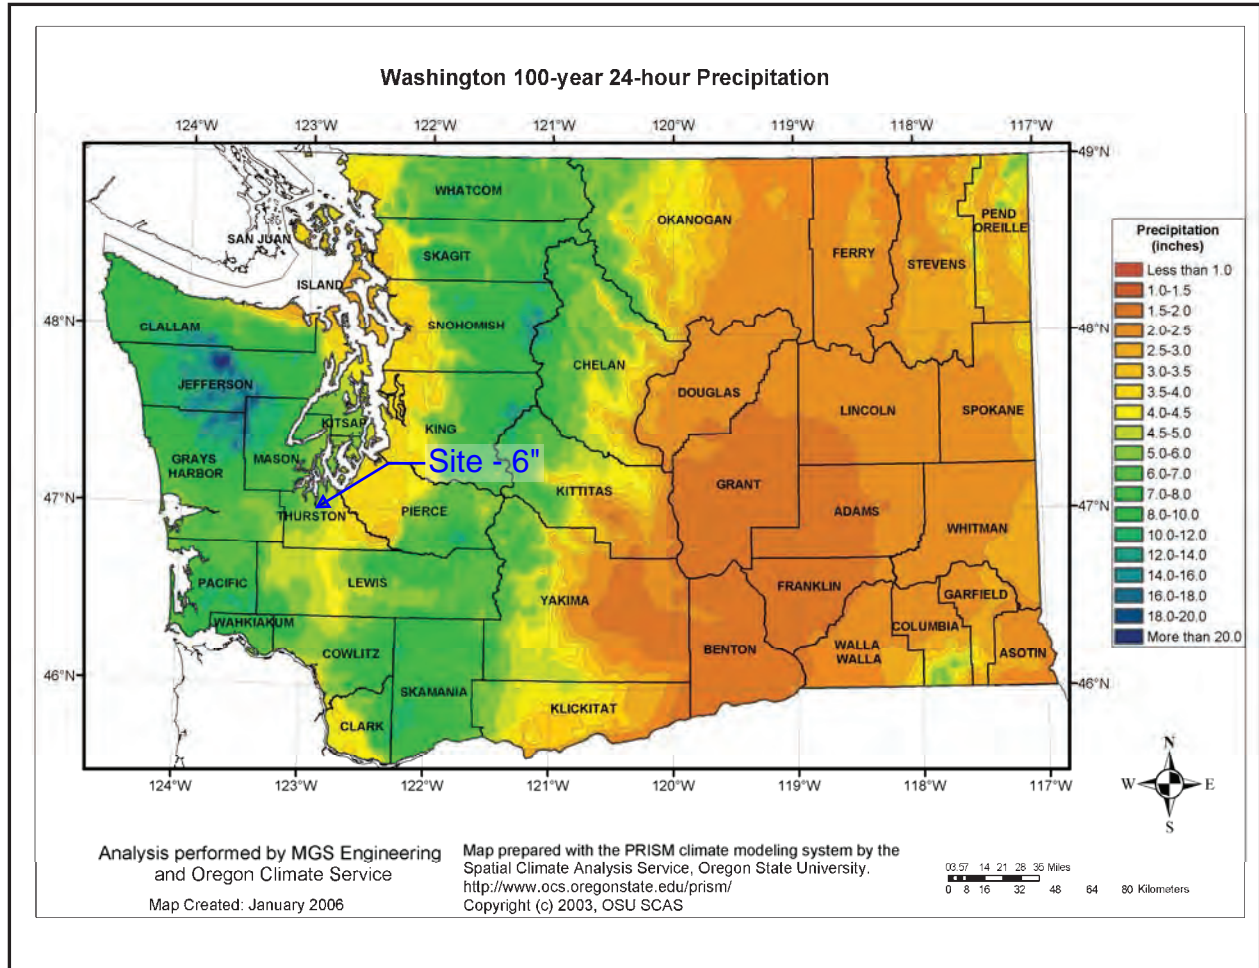 Washington 100-year 24-hour Precipitation
124°W 123°W 122°W 121°W 120°W 119°W 118°W 117°W
49°N 49°N
WHATCOM
OKANOGAN
PEND
OREILLE
SAN JUAN
SKAGIT
FERRY
STEVENS
ISLAND
48°N 48°N
CLALLAM
SNOHOMISH
CHELAN
JEFFERSON
DOUGLAS
LINCOLN
SPOKANE
KITSAP
KING
GRAYS
HARBOR
MASON
Site - 6"
KITTITAS
GRANT
47°N 47°N
THURSTON
PIERCE
ADAMS
WHITMAN
PACIFIC
LEWIS
YAKIMA
FRANKLIN
GARFIELD
WAHKIAKUM
COLUMBIA
COWLITZ
BENTON
WALLA
WALLA
ASOTIN
46°N 46°N
SKAMANIA
KLICKITAT
CLARK
124°W 123°W 122°W 121°W 120°W 119°W 118°W 117°W
Precipitation
(inches)
Less than 1.0
1.0-1.5
1.5-2.0
2.0-2.5
2.5-3.0
3.0-3.5
3.5-4.0
4.0-4.5
4.5-5.0
5.0-6.0
6.0-7.0
7.0-8.0
8.0-10.0
10.0-12.0
12.0-14.0
14.0-16.0
16.0-18.0
18.0-20.0
More than 20.0
N
W E
S
Analysis performed by MGS Engineering
and Oregon Climate Service
Map Created: January 2006
Map prepared with the PRISM climate modeling system by the
Spatial Climate Analysis Service, Oregon State University.
http://www.ocs.oregonstate.edu/prism/
Copyright (c) 2003, OSU SCAS
03.57 14 21 28 35 Miles
0 8 16 32 48 64 80 Kilometers